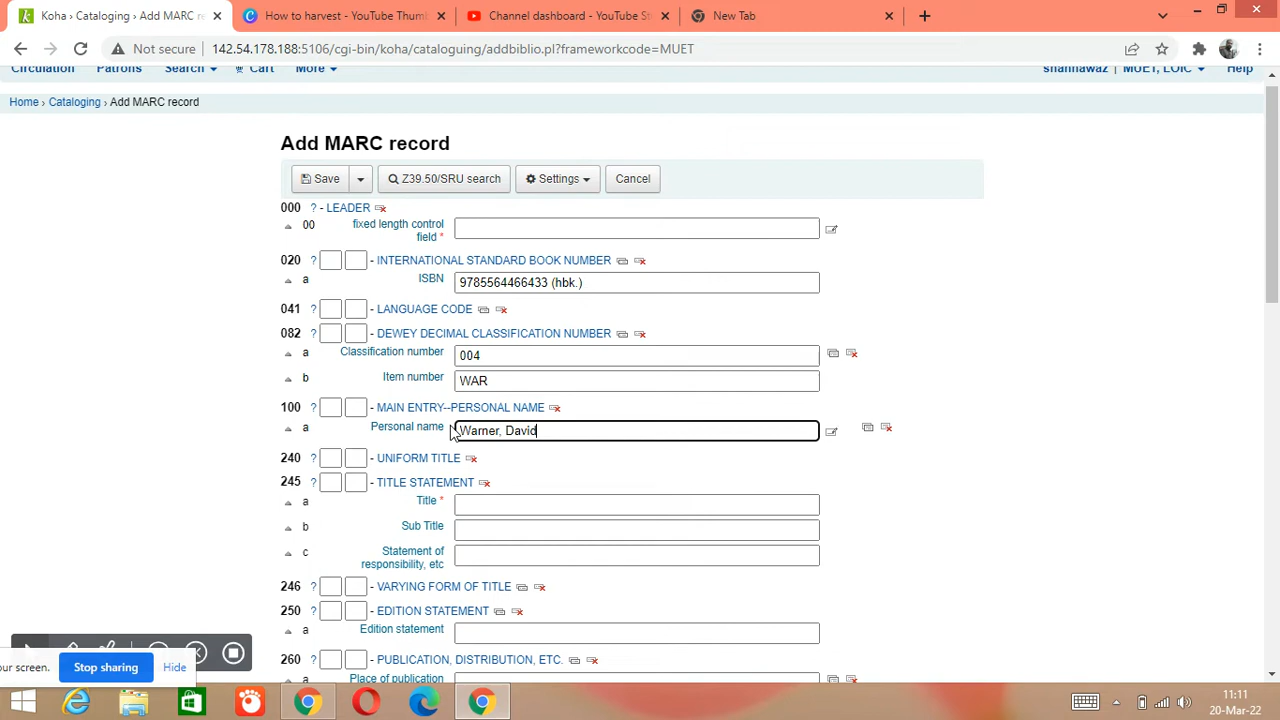 Koha › Cataloging › Add MARC re
How to harvest - YouTube Thumb
Channel dashboard - YouTube St
New Tab
Not secure
142.54.178.188:5106/cgi-bin/koha/cataloguing/addbiblio.pl?frameworkcode=MUET
Circulation
Patrons
Search
Cart
More
shahnawaz
MUET, LOIC
Help
Home › Cataloging › Add MARC record
Add MARC record
Save
Z39.50/SRU search
Settings
Cancel
000 ? - LEADER
00 fixed length control
field *
020 ? - INTERNATIONAL STANDARD BOOK NUMBER
a ISBN 9785564466433 (hbk.)
041 ? - LANGUAGE CODE
082 ? - DEWEY DECIMAL CLASSIFICATION NUMBER
a Classification number 004
b Item number WAR
100 ? - MAIN ENTRY--PERSONAL NAME
a Personal name Warner, David
240 ? - UNIFORM TITLE
245 ? - TITLE STATEMENT
a Title *
b Sub Title
c Statement of
responsibility, etc
246 ? - VARYING FORM OF TITLE
250 ? - EDITION STATEMENT
a Edition statement
260 ? - PUBLICATION, DISTRIBUTION, ETC.
a Place of publication
our screen.
Stop sharing
Hide
11:11
20-Mar-22